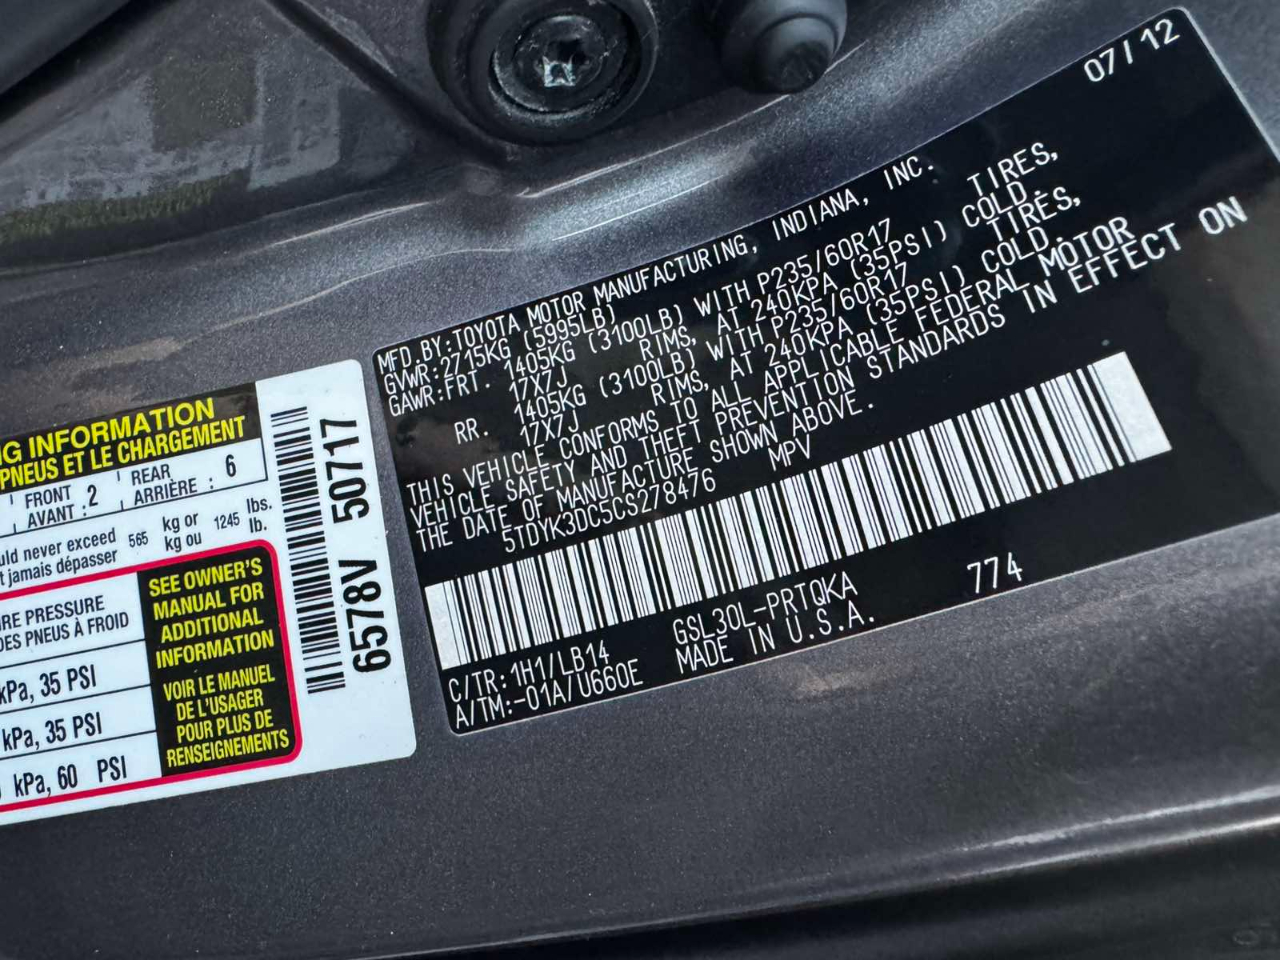 NG INFORMATION
PNEUS ET LE CHARGEMENT
FRONT
AVANT : 2
REAR
ARRIÈRE : 6
uld never exceed
t jamais dépasser
565
kg or
kg ou
1245
lbs.
lb.
IRE PRESSURE
DES PNEUS À FROID
kPa, 35 PSI
kPa, 35 PSI
kPa, 60 PSI
SEE OWNER'S
MANUAL FOR
ADDITIONAL
INFORMATION
VOIR LE MANUEL
DE L'USAGER
POUR PLUS DE
RENSEIGNEMENTS
6578V 50717
07/12
MFD.BY:TOYOTA MOTOR MANUFACTURING, INDIANA, INC.
GVWR:2715KG (5995LB)
GAWR:FRT. 1405KG (3100LB) WITH P235/60R17 TIRES,
17X7J RIMS, AT 240KPA (35PSI) COLD.
RR. 1405KG (3100LB) WITH P235/60R17 TIRES,
17X7J RIMS, AT 240KPA (35PSI) COLD.
THIS VEHICLE CONFORMS TO ALL APPLICABLE FEDERAL MOTOR
VEHICLE SAFETY AND THEFT PREVENTION STANDARDS IN EFFECT ON
THE DATE OF MANUFACTURE SHOWN ABOVE.
5TDYK3DC5CS278476 MPV
C/TR:1H1/LB14 GSL30L-PRTQKA 774
A/TM:-01A/U660E MADE IN U.S.A.